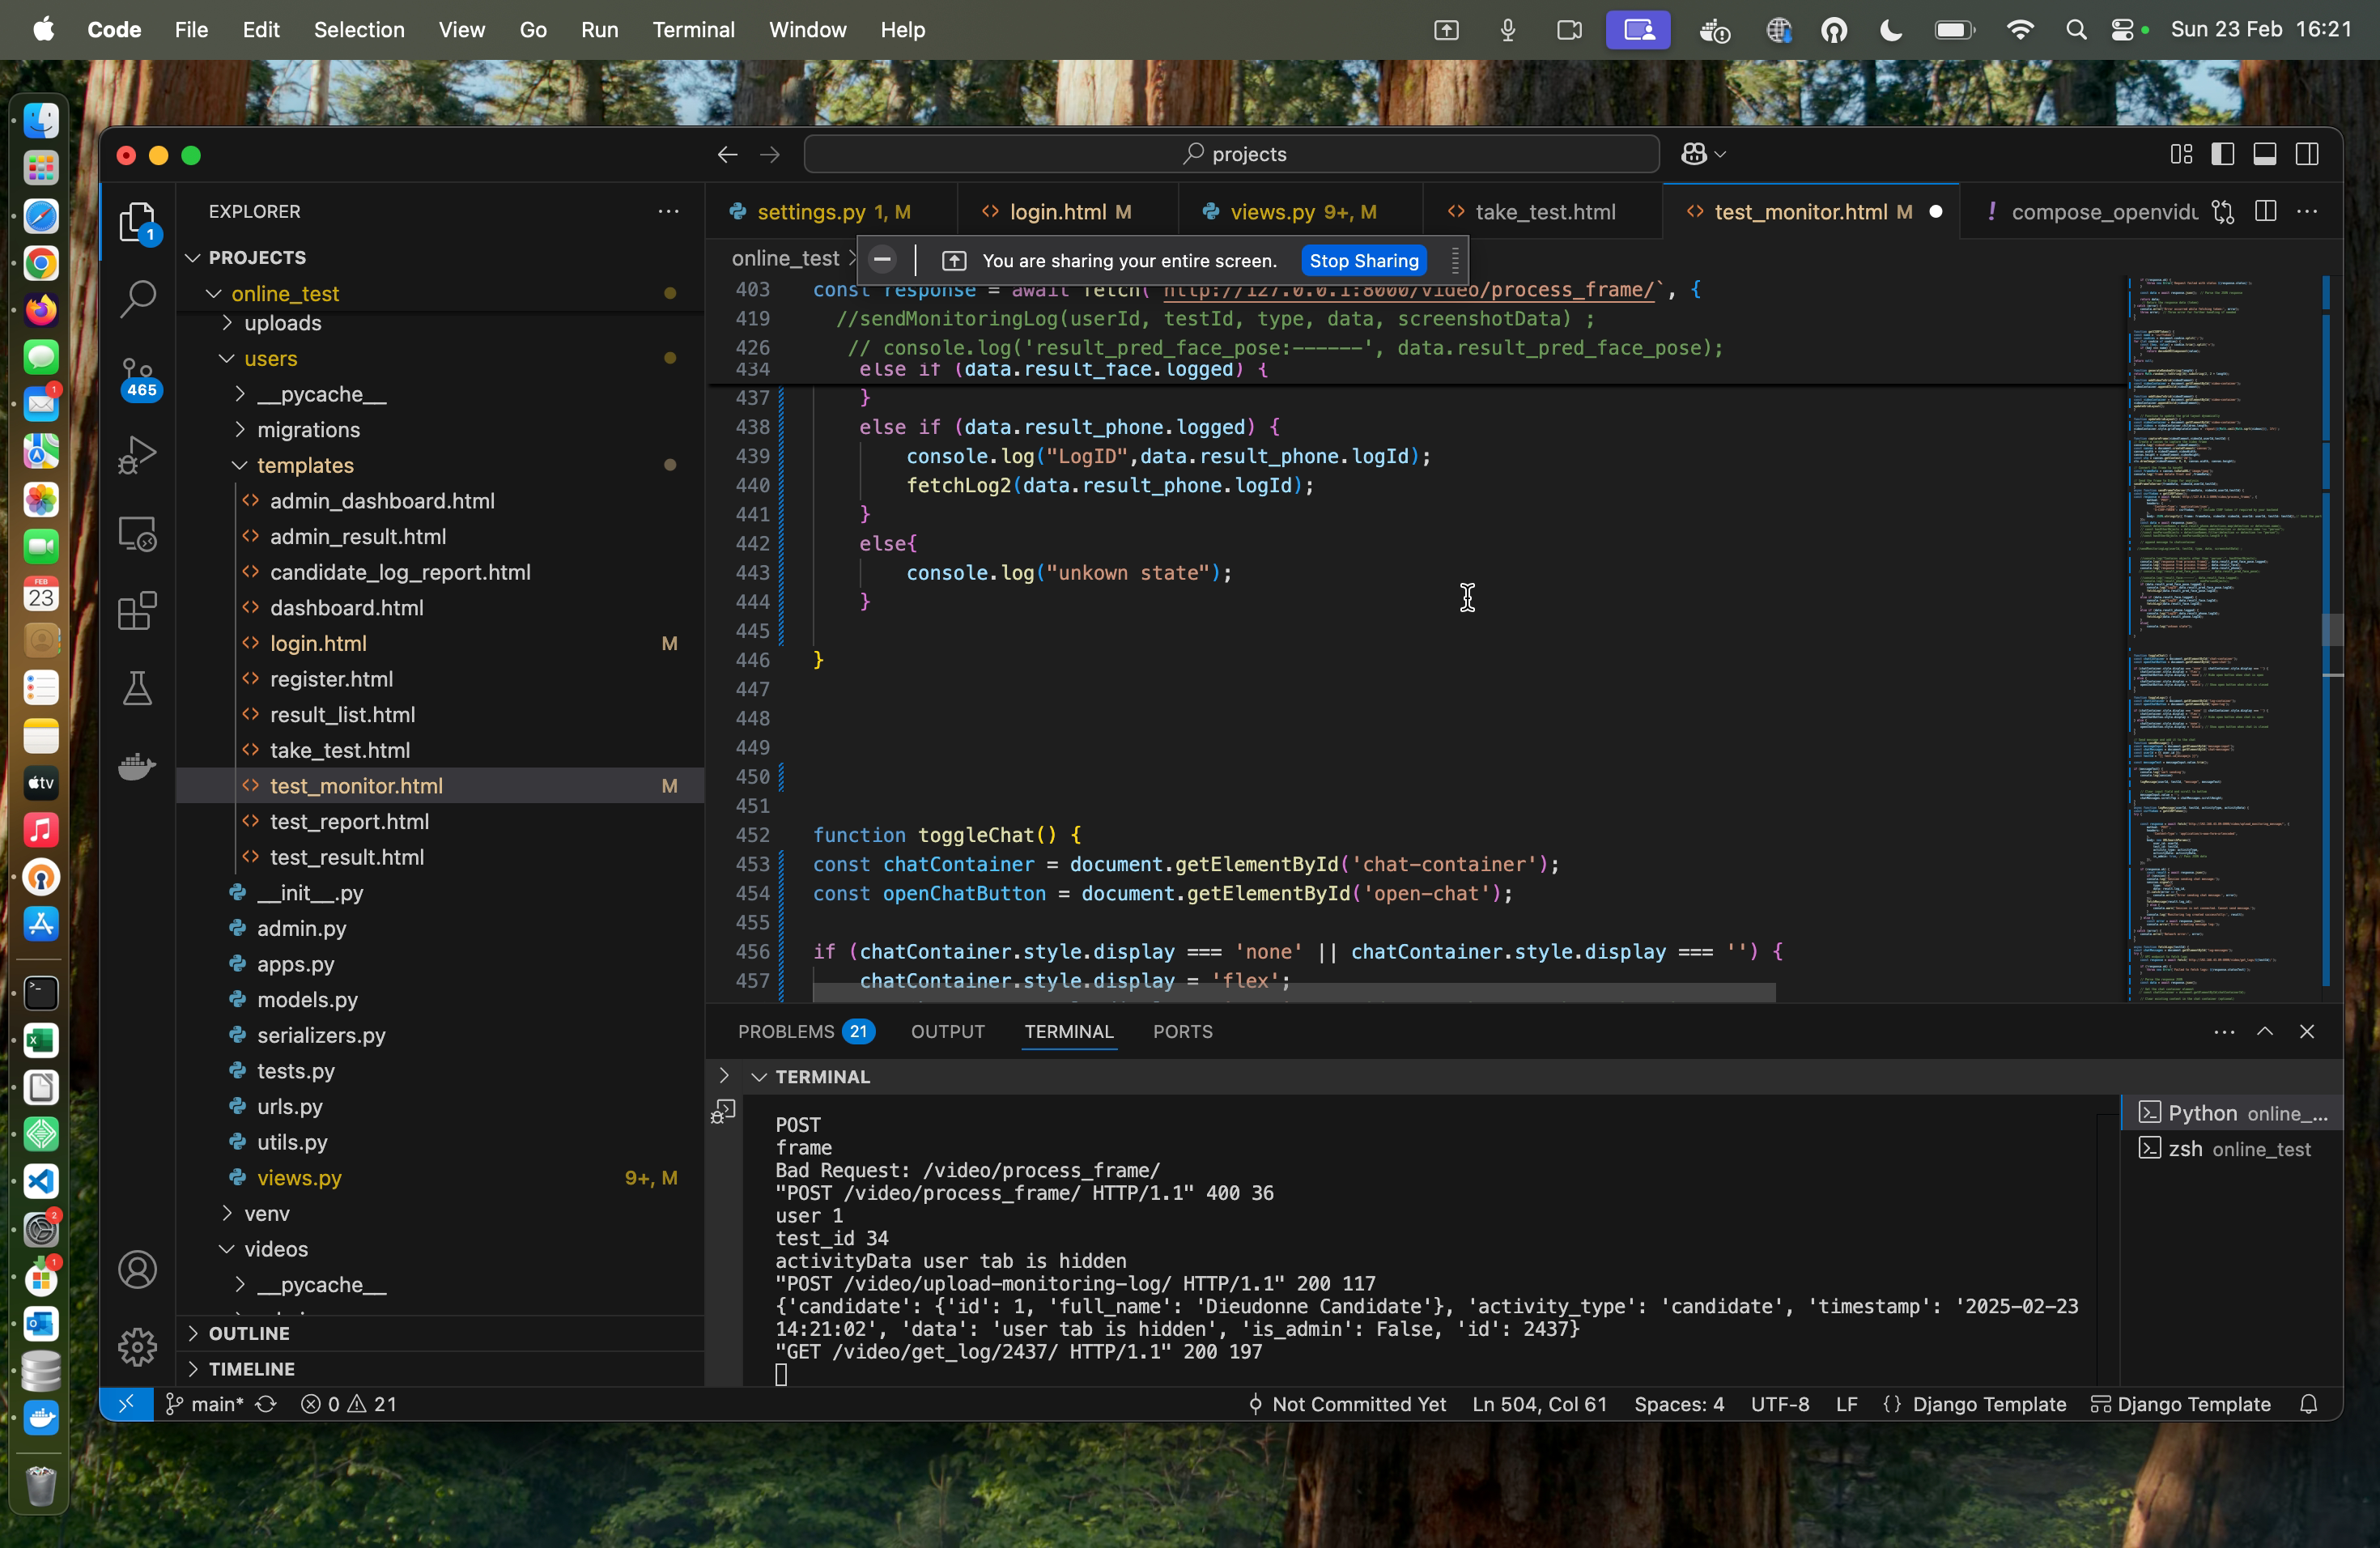 Code File Edit Selection View Go Run Terminal Window Help
Sun 23 Feb 16:21
projects
EXPLORER
settings.py 1, M
login.html M
views.py 9+, M
take_test.html
test_monitor.html M
! compose_openvidu
PROJECTS
online_test
uploads
users
__pycache__
migrations
templates
admin_dashboard.html
admin_result.html
candidate_log_report.html
dashboard.html
login.html M
register.html
result_list.html
take_test.html
test_monitor.html M
test_report.html
test_result.html
__init__.py
admin.py
apps.py
models.py
serializers.py
tests.py
urls.py
utils.py
views.py 9+, M
venv
videos
__pycache__
OUTLINE
TIMELINE
1
465
FEB
23
tv
1
2
1
online_test >
You are sharing your entire screen. Stop Sharing
403 const response = await fetch(`http://127.0.0.1:8000/video/process_frame/`, {
419 //sendMonitoringLog(userId, testId, type, data, screenshotData) ;
426 // console.log('result_pred_face_pose:------', data.result_pred_face_pose);
434 else if (data.result_face.logged) {
437 }
438 else if (data.result_phone.logged) {
439 console.log("LogID",data.result_phone.logId);
440 fetchLog2(data.result_phone.logId);
441 }
442 else{
443 console.log("unkown state");
444 }
445
446 }
447
448
449
450
451
452 function toggleChat() {
453 const chatContainer = document.getElementById('chat-container');
454 const openChatButton = document.getElementById('open-chat');
455
456 if (chatContainer.style.display === 'none' || chatContainer.style.display === '') {
457 chatContainer.style.display = 'flex';
PROBLEMS 21 OUTPUT TERMINAL PORTS
TERMINAL
POST
frame
Bad Request: /video/process_frame/
"POST /video/process_frame/ HTTP/1.1" 400 36
user 1
test_id 34
activityData user tab is hidden
"POST /video/upload-monitoring-log/ HTTP/1.1" 200 117
{'candidate': {'id': 1, 'full_name': 'Dieudonne Candidate'}, 'activity_type': 'candidate', 'timestamp': '2025-02-23
14:21:02', 'data': 'user tab is hidden', 'is_admin': False, 'id': 2437}
"GET /video/get_log/2437/ HTTP/1.1" 200 197
Python online_...
zsh online_test
main* 0 21
Not Committed Yet Ln 504, Col 61 Spaces: 4 UTF-8 LF {} Django Template Django Template